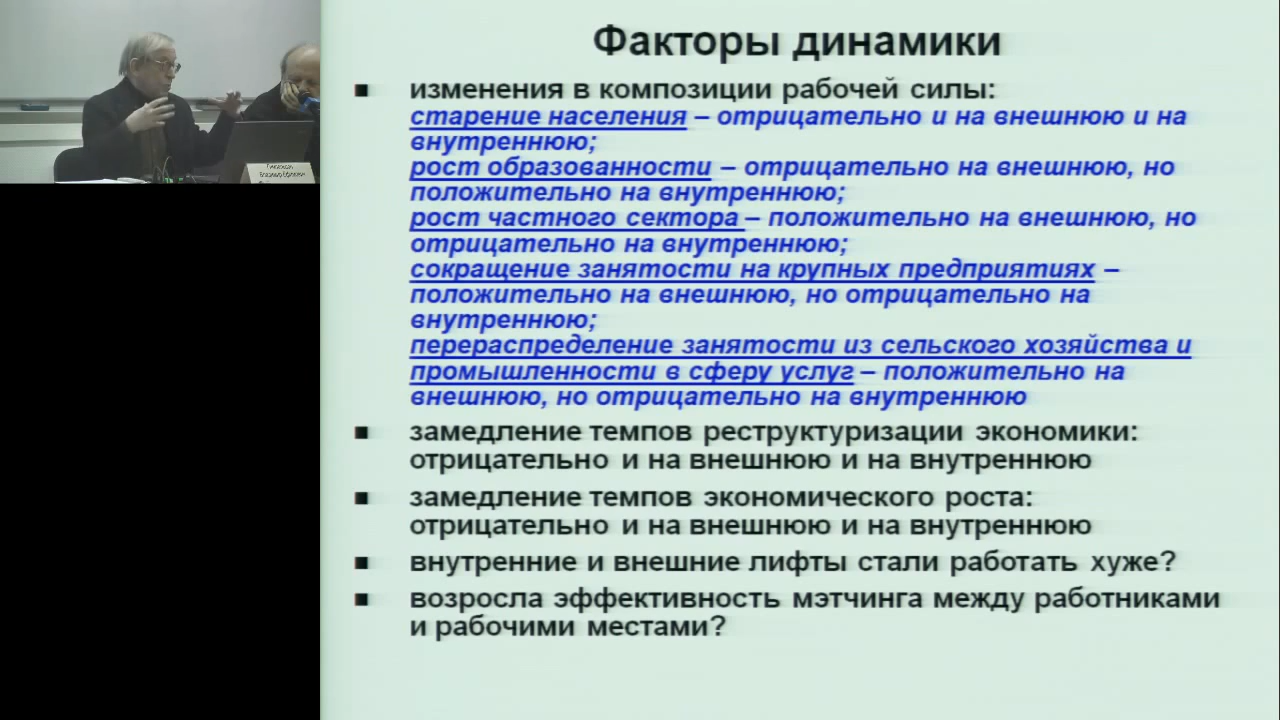 Факторы динамики
■ изменения в композиции рабочей силы:
старение населения – отрицательно и на внешнюю и на
внутреннюю;
рост образованности – отрицательно на внешнюю, но
положительно на внутреннюю;
рост частного сектора – положительно на внешнюю, но
отрицательно на внутреннюю;
сокращение занятости на крупных предприятиях –
положительно на внешнюю, но отрицательно на
внутреннюю;
перераспределение занятости из сельского хозяйства и
промышленности в сферу услуг – положительно на
внешнюю, но отрицательно на внутреннюю
■ замедление темпов реструктуризации экономики:
отрицательно и на внешнюю и на внутреннюю
■ замедление темпов экономического роста:
отрицательно и на внешнюю и на внутреннюю
■ внутренние и внешние лифты стали работать хуже?
■ возросла эффективность мэтчинга между работниками
и рабочими местами?